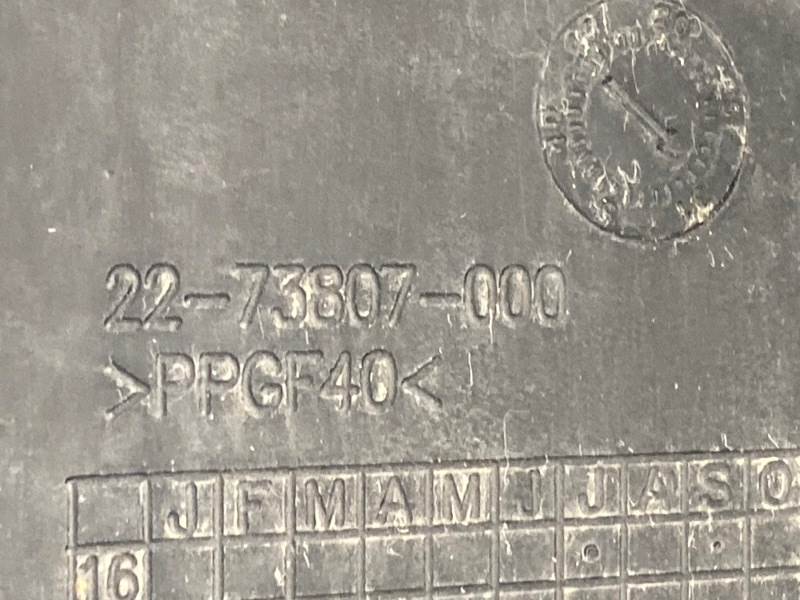 22-73807-000
>PPGF40<
J F M A M J J A S O
16